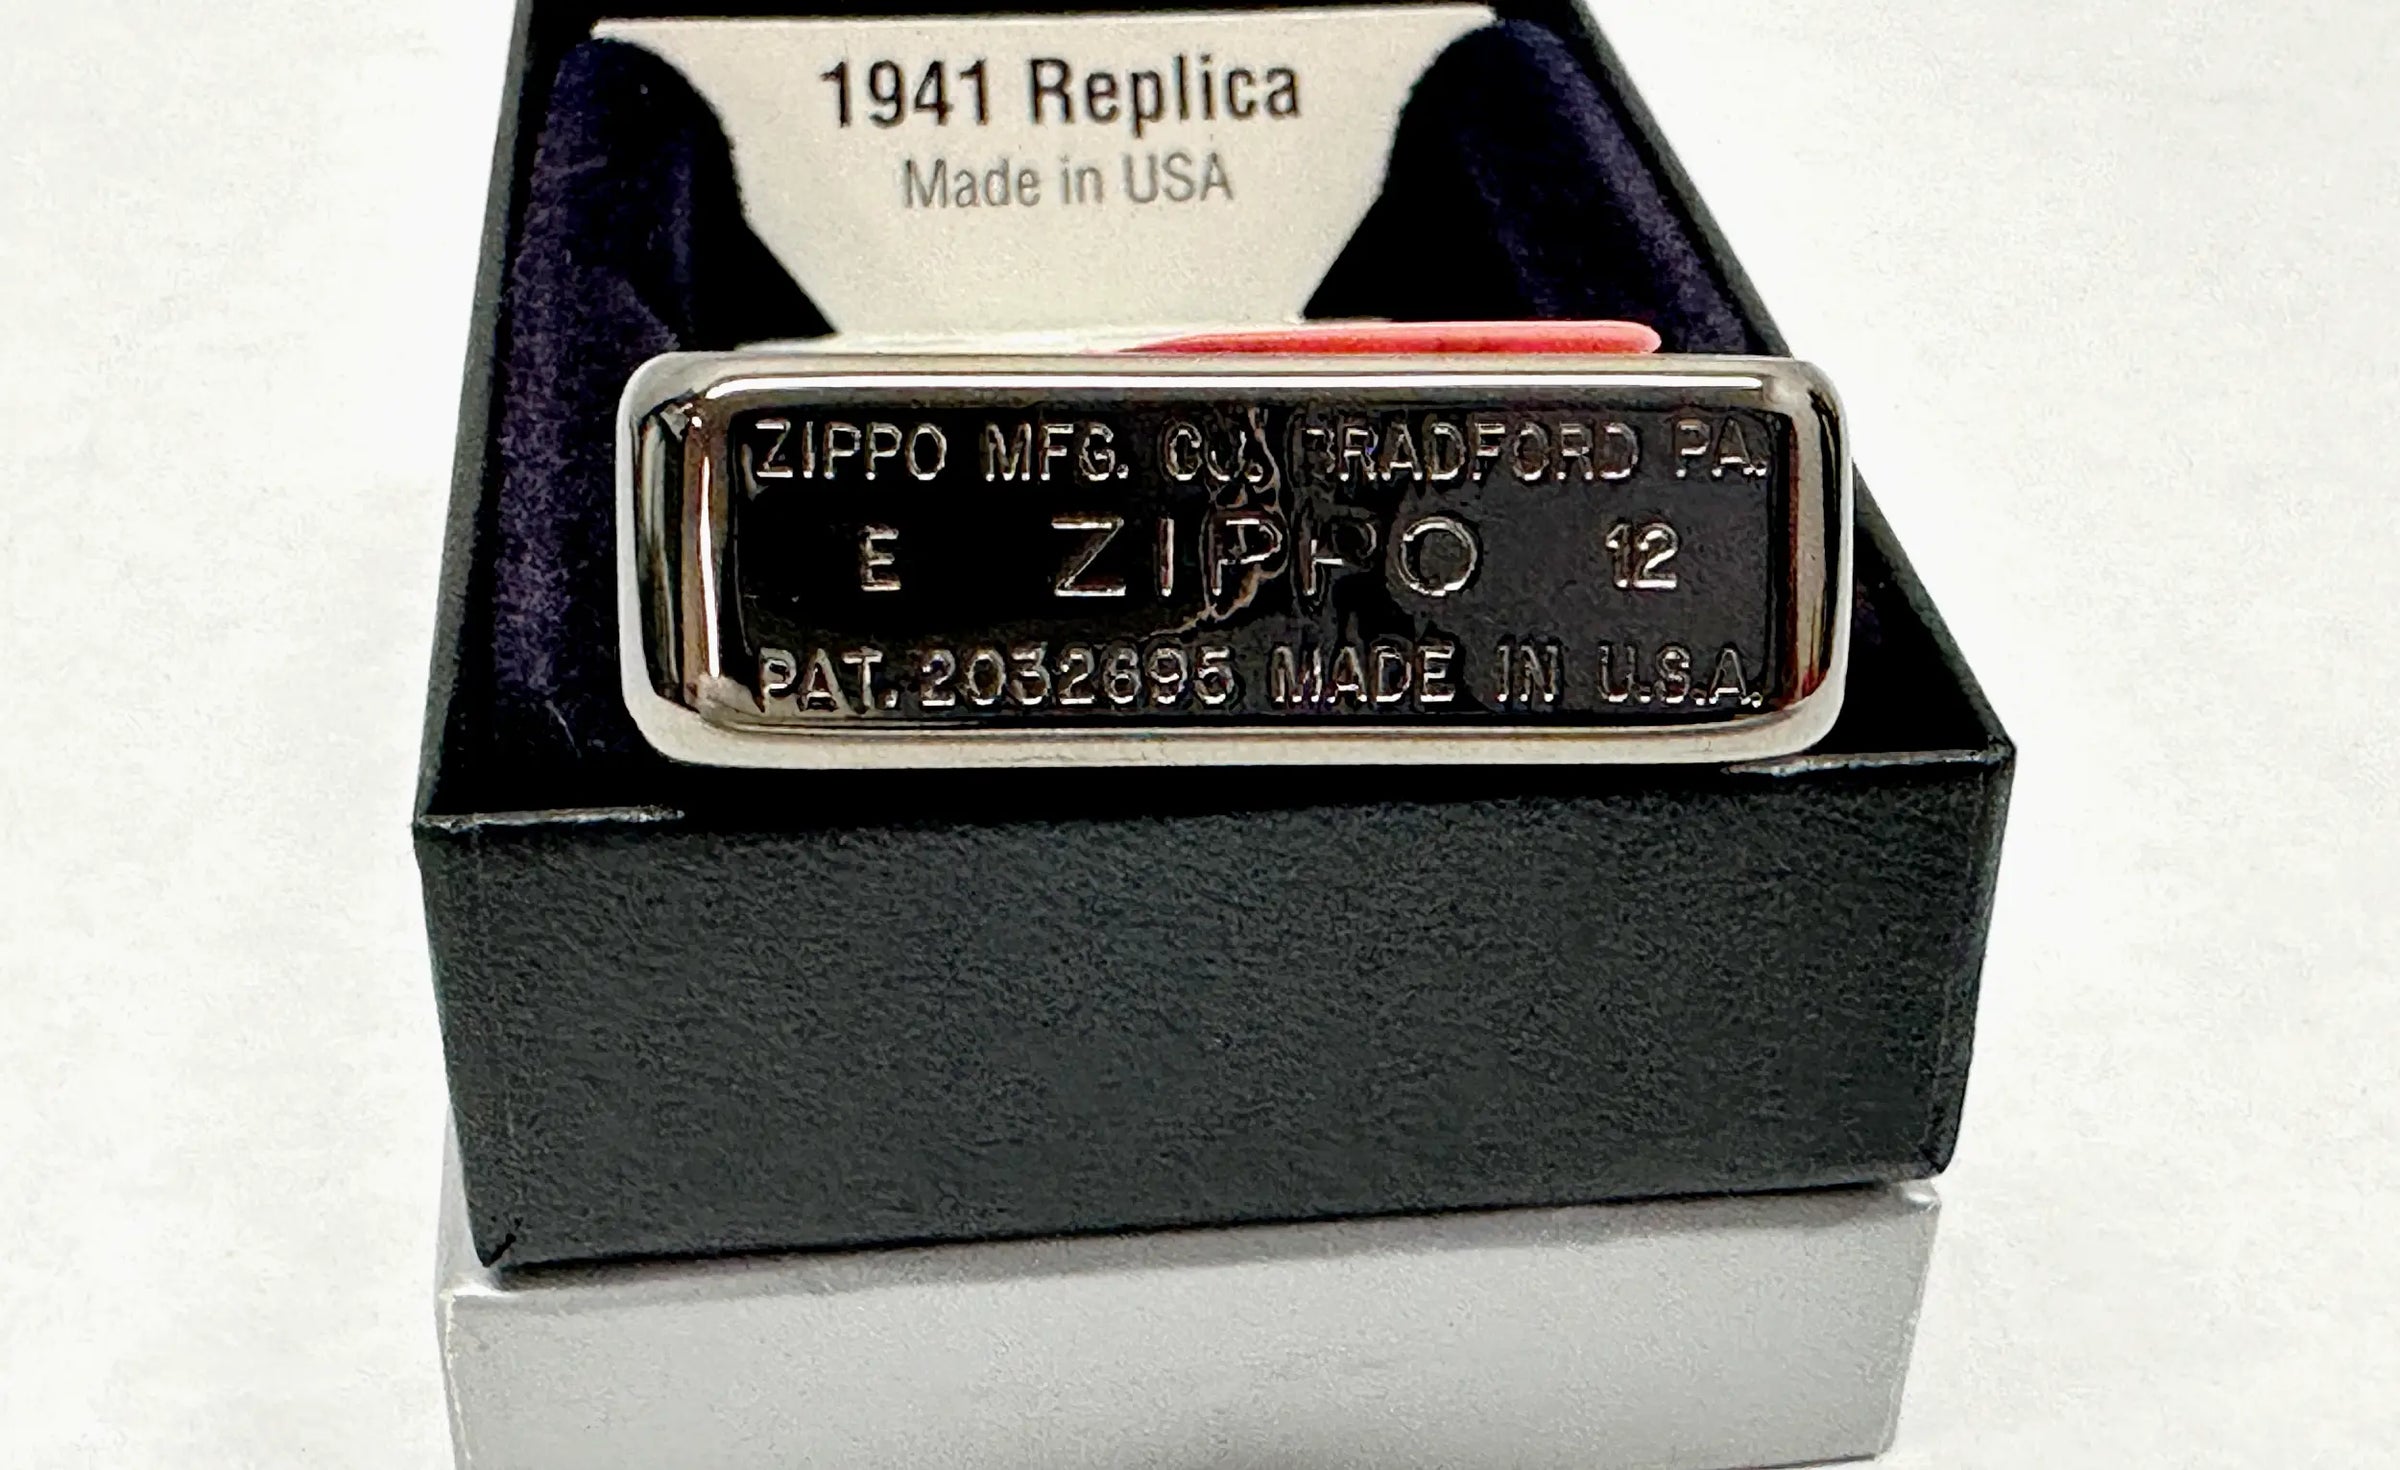 1941 Replica
Made in USA
ZIPPO MFG. CO. BRADFORD PA.
E ZIPPO 12
PAT. 2032695 MADE IN U.S.A.